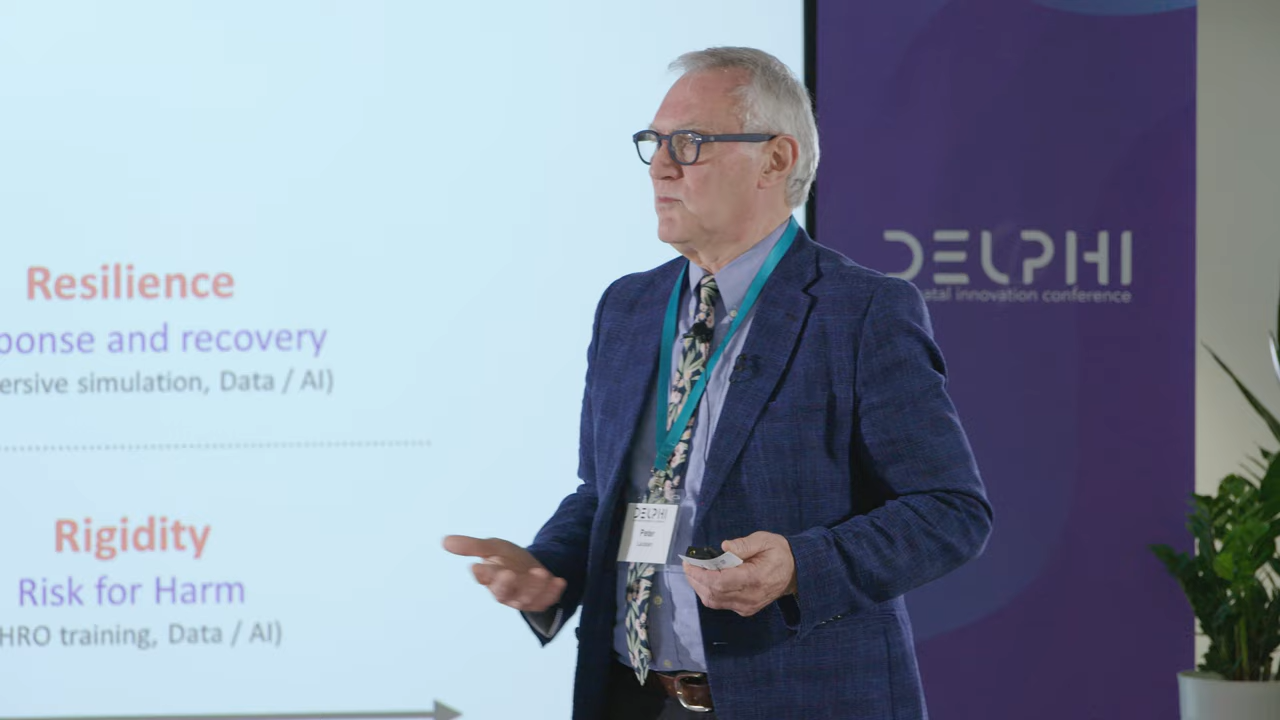 Resilience
ponse and recovery
ersive simulation, Data / AI)
Rigidity
Risk for Harm
HRO training, Data / AI)
DELPHI
atal innovation conference
DELPHI
Peter